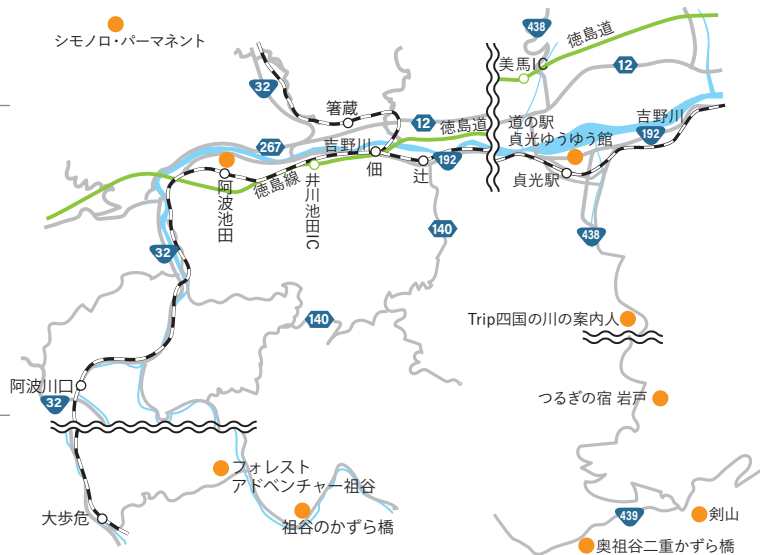 シモノロ・パーマネント
438
徳島道
美馬IC
12
32
箸蔵
12
徳島道
道の駅
貞光ゆうゆう館
吉野川
192
267
吉野川
佃
辻
192
貞光駅
阿波池田
徳島線
井川池田IC
32
140
438
140
Trip四国の川の案内人
阿波川口
32
つるぎの宿 岩戸
フォレスト
アドベンチャー祖谷
大歩危
祖谷のかずら橋
439
剣山
奥祖谷二重かずら橋